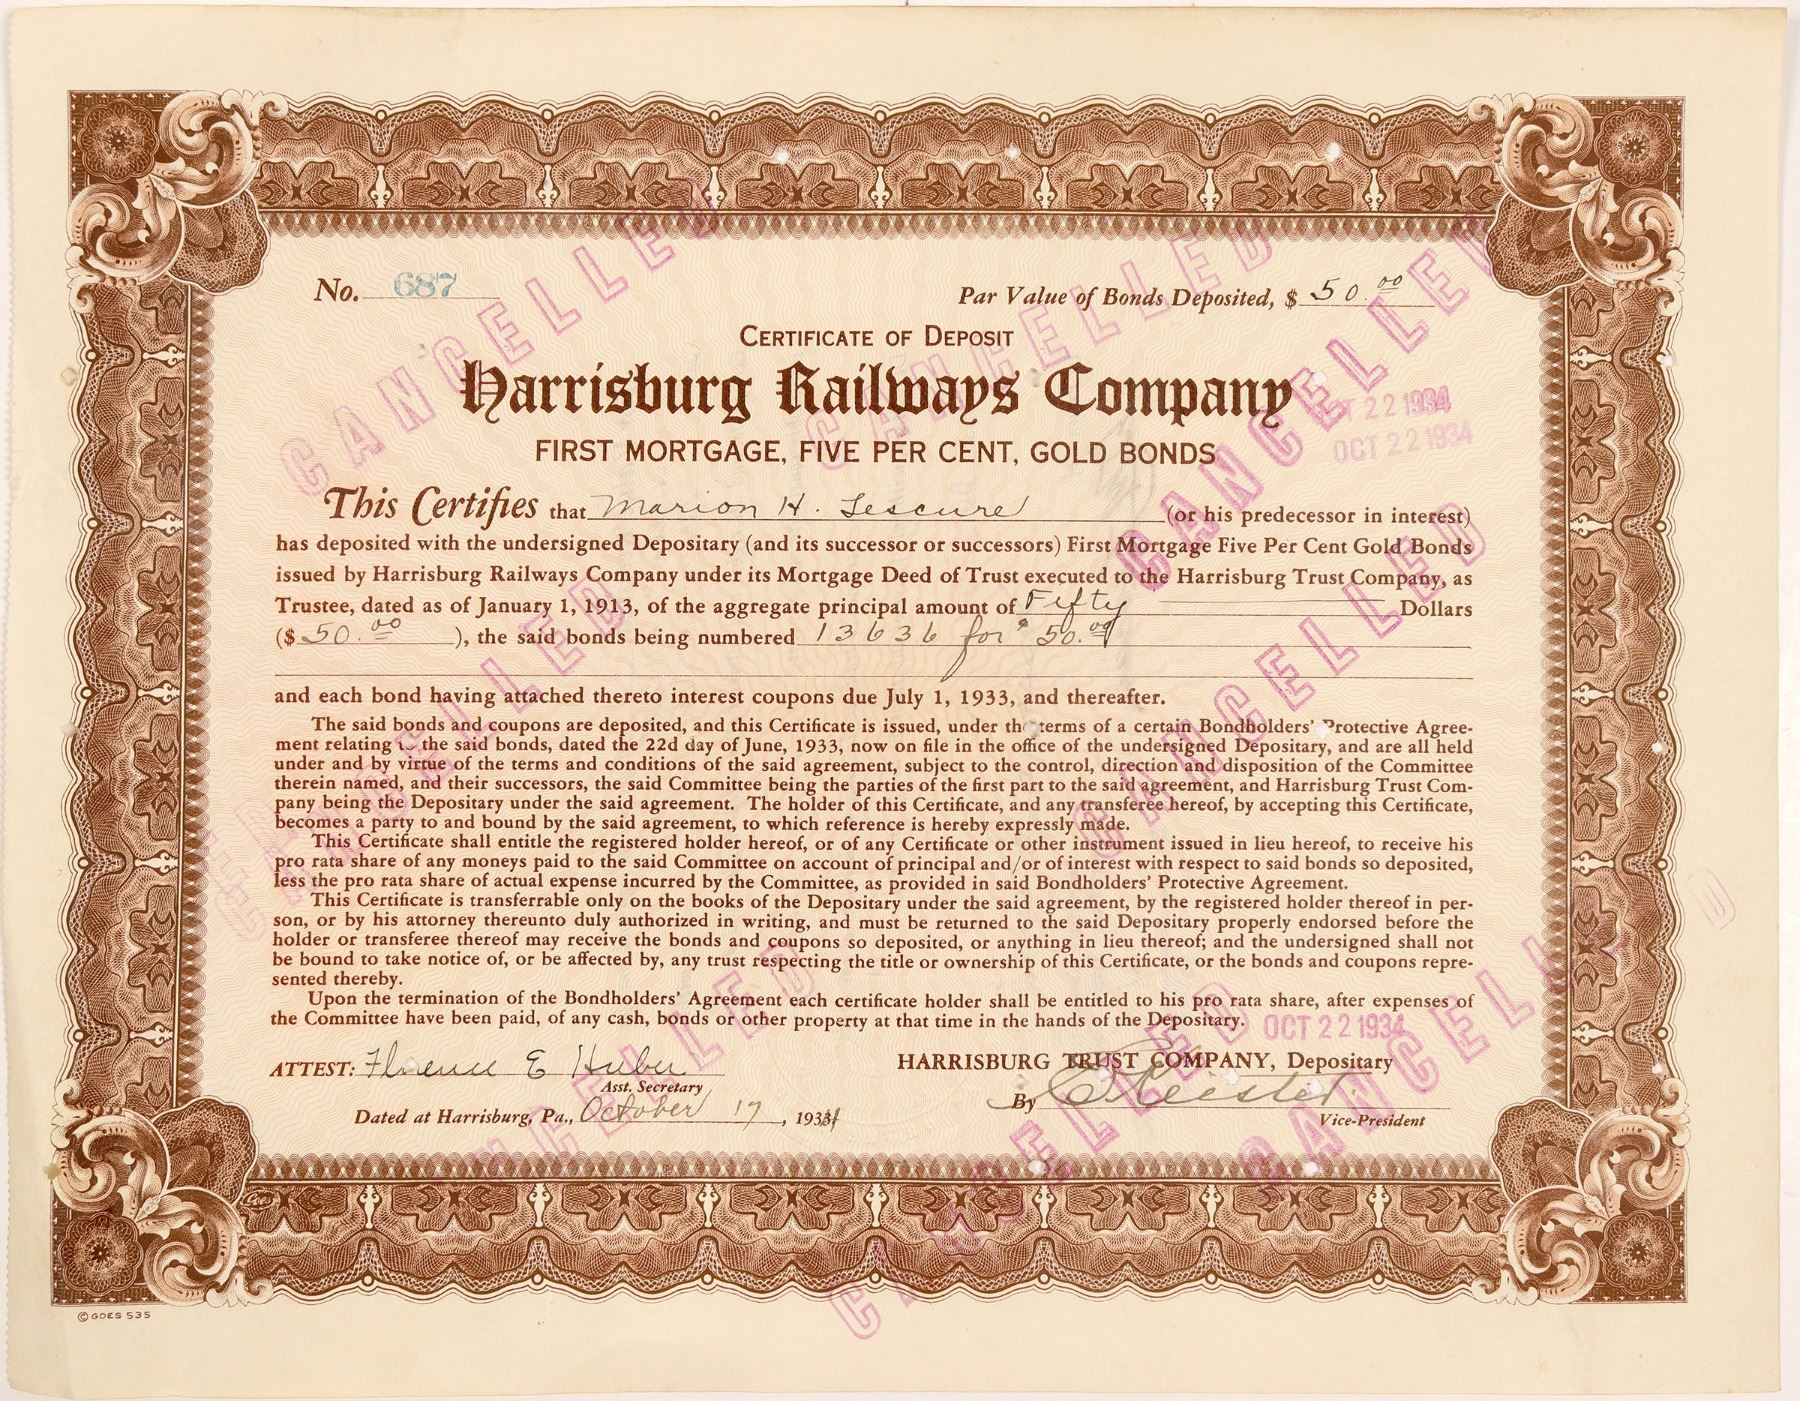 No. 687
Par Value of Bonds Deposited, $ 50.00
CERTIFICATE OF DEPOSIT
Harrisburg Railways Company
FIRST MORTGAGE, FIVE PER CENT, GOLD BONDS
This Certifies that Marion H. Lescure (or his predecessor in interest)
has deposited with the undersigned Depositary (and its successor or successors) First Mortgage Five Per Cent Gold Bonds
issued by Harrisburg Railways Company under its Mortgage Deed of Trust executed to the Harrisburg Trust Company, as
Trustee, dated as of January 1, 1913, of the aggregate principal amount of Fifty Dollars
($ 50.00 ), the said bonds being numbered 13636 for $50.00
and each bond having attached thereto interest coupons due July 1, 1933, and thereafter.
The said bonds and coupons are deposited, and this Certificate is issued, under the terms of a certain Bondholders' Protective Agree-
ment relating to the said bonds, dated the 22d day of June, 1933, now on file in the office of the undersigned Depositary, and are all held
under and by virtue of the terms and conditions of the said agreement, subject to the control, direction and disposition of the Committee
therein named, and their successors, the said Committee being the parties of the first part to the said agreement, and Harrisburg Trust Com-
pany being the Depositary under the said agreement. The holder of this Certificate, and any transferee hereof, by accepting this Certificate,
becomes a party to and bound by the said agreement, to which reference is hereby expressly made.
This Certificate shall entitle the registered holder hereof, or of any Certificate or other instrument issued in lieu hereof, to receive his
pro rata share of any moneys paid to the said Committee on account of principal and/or of interest with respect to said bonds so deposited,
less the pro rata share of actual expense incurred by the Committee, as provided in said Bondholders' Protective Agreement.
This Certificate is transferrable only on the books of the Depositary under the said agreement, by the registered holder thereof in per-
son, or by his attorney thereunto duly authorized in writing, and must be returned to the said Depositary properly endorsed before the
holder or transferee thereof may receive the bonds and coupons so deposited, or anything in lieu thereof; and the undersigned shall not
be bound to take notice of, or be affected by, any trust respecting the title or ownership of this Certificate, or the bonds and coupons repre-
sented thereby.
Upon the termination of the Bondholders' Agreement each certificate holder shall be entitled to his pro rata share, after expenses of
the Committee have been paid, of any cash, bonds or other property at that time in the hands of the Depositary.
ATTEST: Florence E Huber
Asst. Secretary
Dated at Harrisburg, Pa., October 17, 1934
HARRISBURG TRUST COMPANY, Depositary
By
Vice-President
CANCELLED
CANCELLED
CANCELLED
CANCELLED
CANCELLED
CANCELLED
CANCELLED
CANCELLED
OCT 22 1934
OCT 22 1934
OCT 22 1934
Goes
© GOES 535